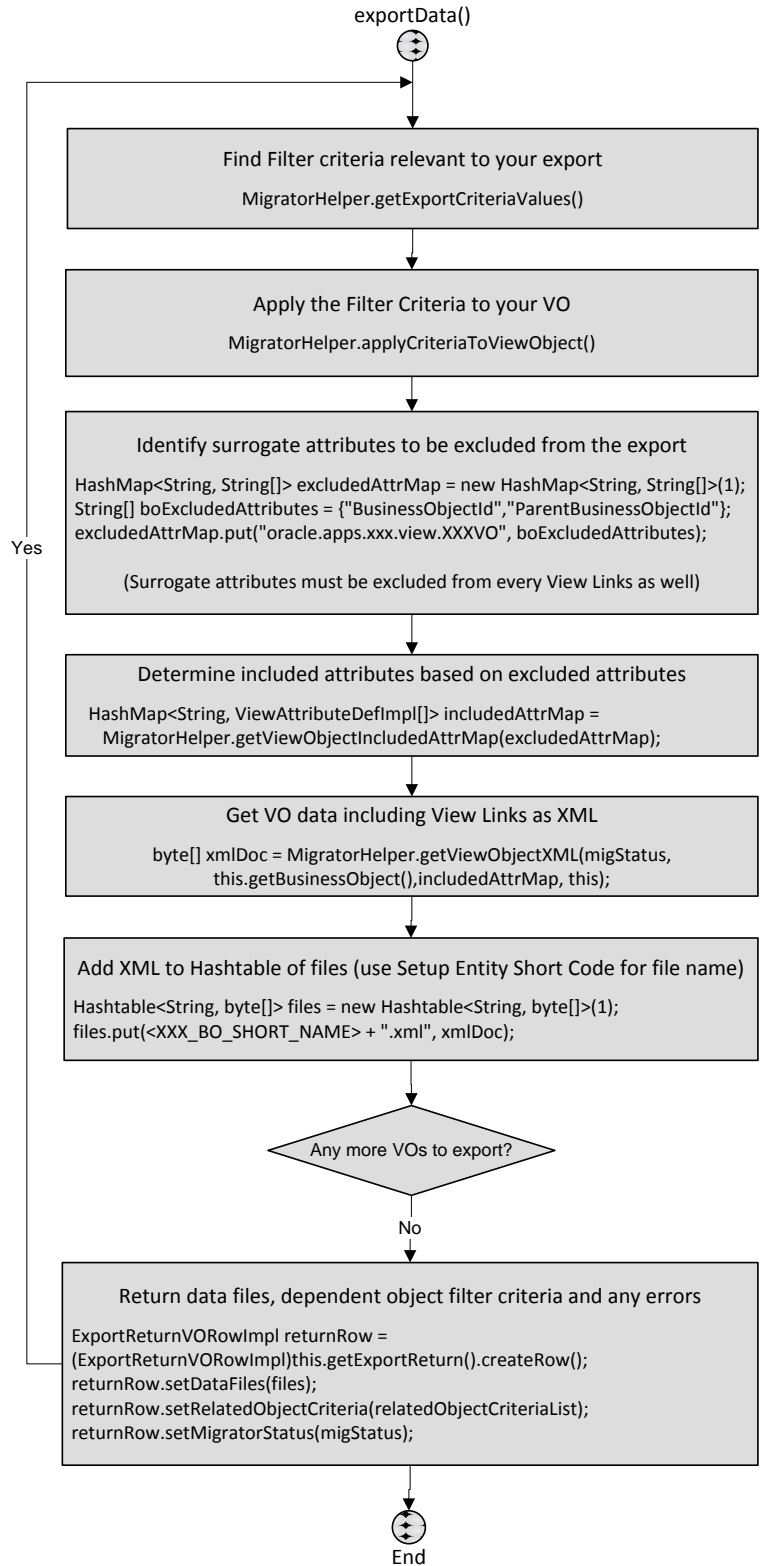 exportData()
Find Filter criteria relevant to your export
MigratorHelper.getExportCriteriaValues()
Apply the Filter Criteria to your VO
MigratorHelper.applyCriteriaToViewObject()
Identify surrogate attributes to be excluded from the export
HashMap<String, String[]> excludedAttrMap = new HashMap<String, String[]>(1);
String[] boExcludedAttributes = {"BusinessObjectId","ParentBusinessObjectId"};
excludedAttrMap.put("oracle.apps.xxx.view.XXXVO", boExcludedAttributes);
(Surrogate attributes must be excluded from every View Links as well)
Yes
Determine included attributes based on excluded attributes
HashMap<String, ViewAttributeDefImpl[]> includedAttrMap =
MigratorHelper.getViewObjectIncludedAttrMap(excludedAttrMap);
Get VO data including View Links as XML
byte[] xmlDoc = MigratorHelper.getViewObjectXML(migStatus,
this.getBusinessObject(),includedAttrMap, this);
Add XML to Hashtable of files (use Setup Entity Short Code for file name)
Hashtable<String, byte[]> files = new Hashtable<String, byte[]>(1);
files.put(<XXX_BO_SHORT_NAME> + ".xml", xmlDoc);
Any more VOs to export?
No
Return data files, dependent object filter criteria and any errors
ExportReturnVORowImpl returnRow =
(ExportReturnVORowImpl)this.getExportReturn().createRow();
returnRow.setDataFiles(files);
returnRow.setRelatedObjectCriteria(relatedObjectCriteriaList);
returnRow.setMigratorStatus(migStatus);
End